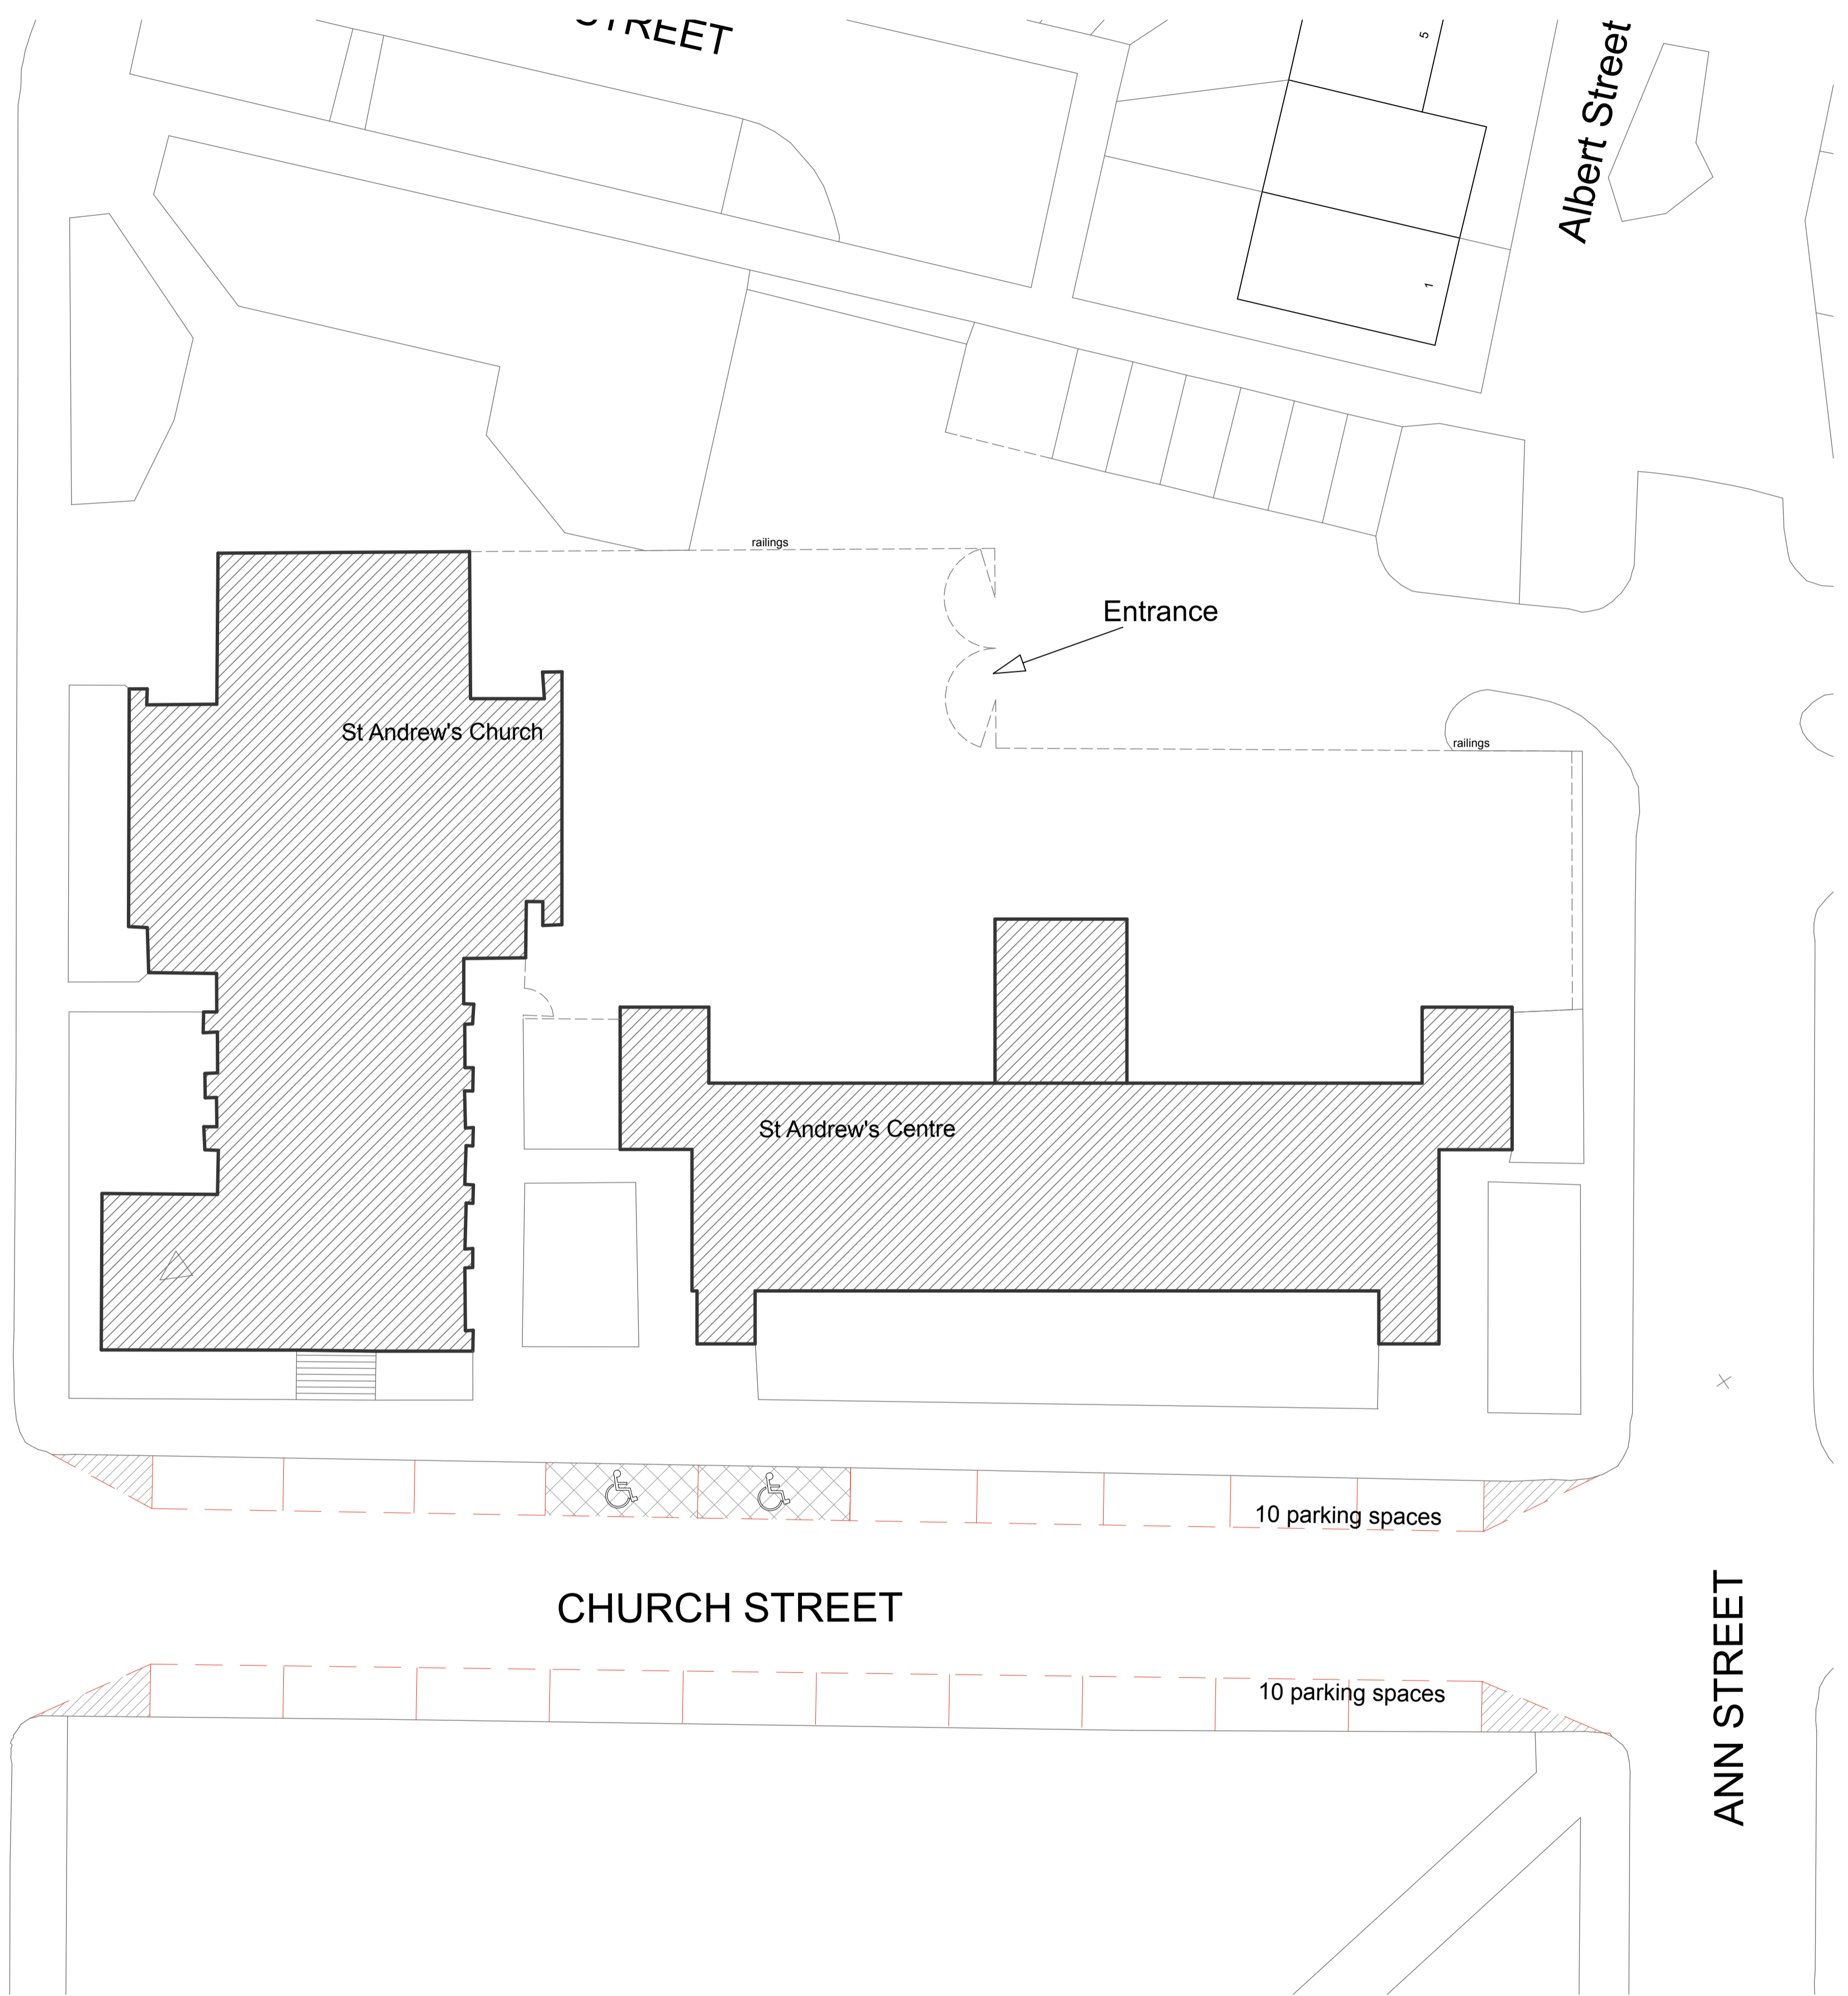 5
Albert Street
1
railings
Entrance
St Andrew's Church
railings
St Andrew's Centre
10 parking spaces
CHURCH STREET
10 parking spaces
ANN STREET